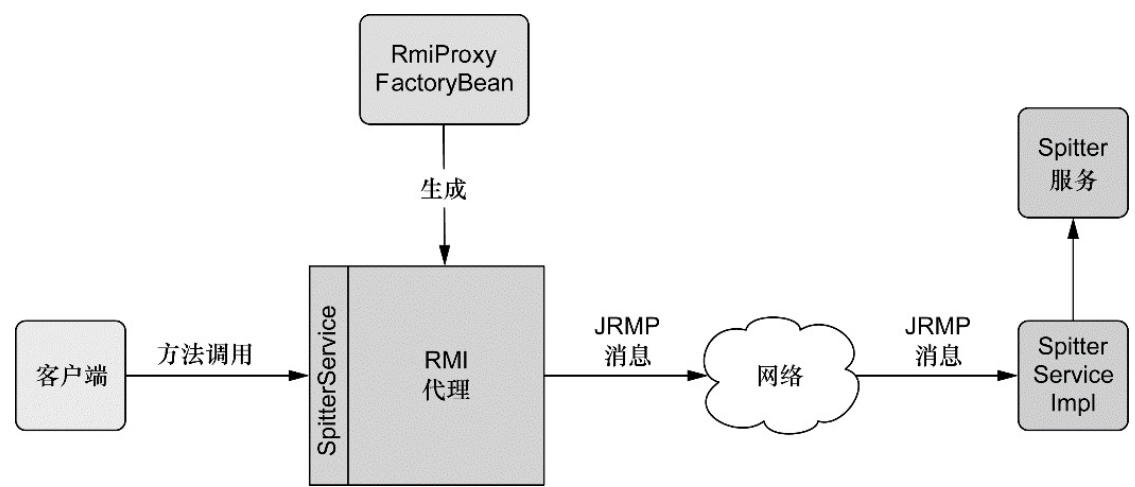 RmiProxy
FactoryBean
生成
Spitter
服务
客户端
方法调用
SpitterService
RMI
代理
JRMP
消息
网络
JRMP
消息
Spitter
Service
Impl